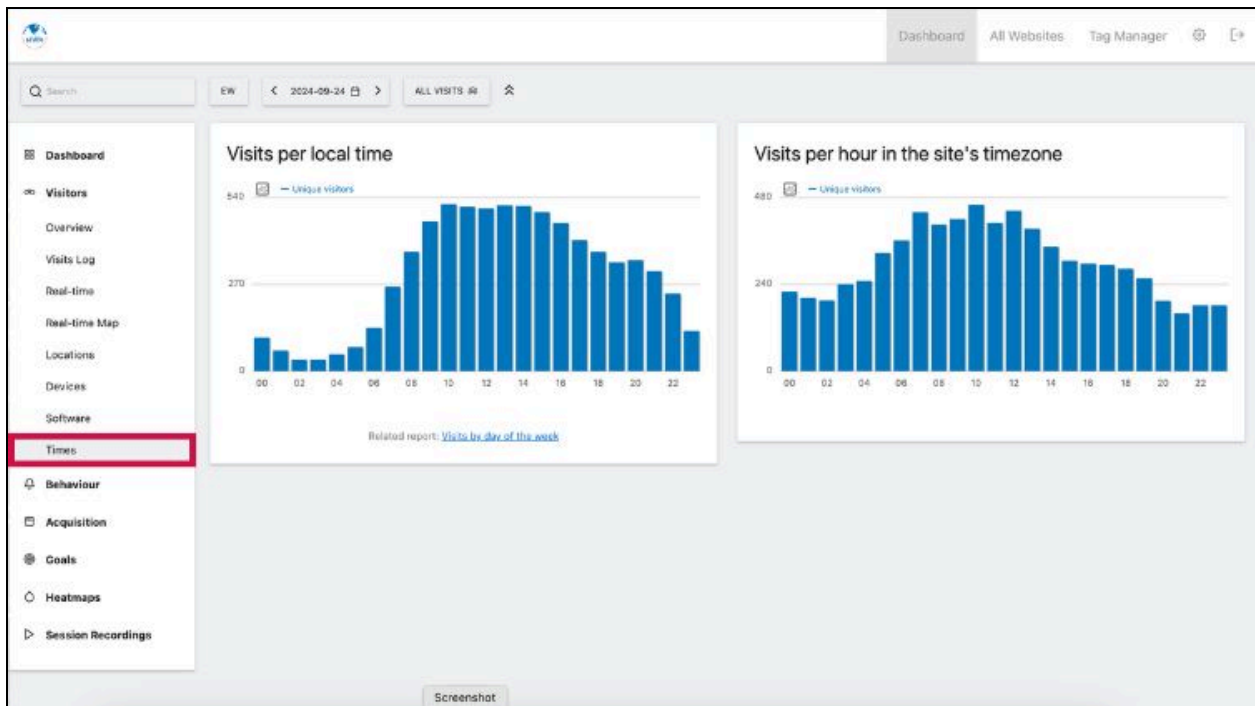 Dashboard
All Websites
Tag Manager
Search
EW
2024-09-24
ALL VISITS
Dashboard
Visitors
Overview
Visits Log
Real-time
Real-time Map
Locations
Devices
Software
Times
Behaviour
Acquisition
Goals
Heatmaps
Session Recordings
Visits per local time
Unique visitors
540
270
0
00 02 04 06 08 10 12 14 16 18 20 22
Related report: Visits by day of the week
Visits per hour in the site's timezone
Unique visitors
480
240
0
00 02 04 06 08 10 12 14 16 18 20 22
Screenshot